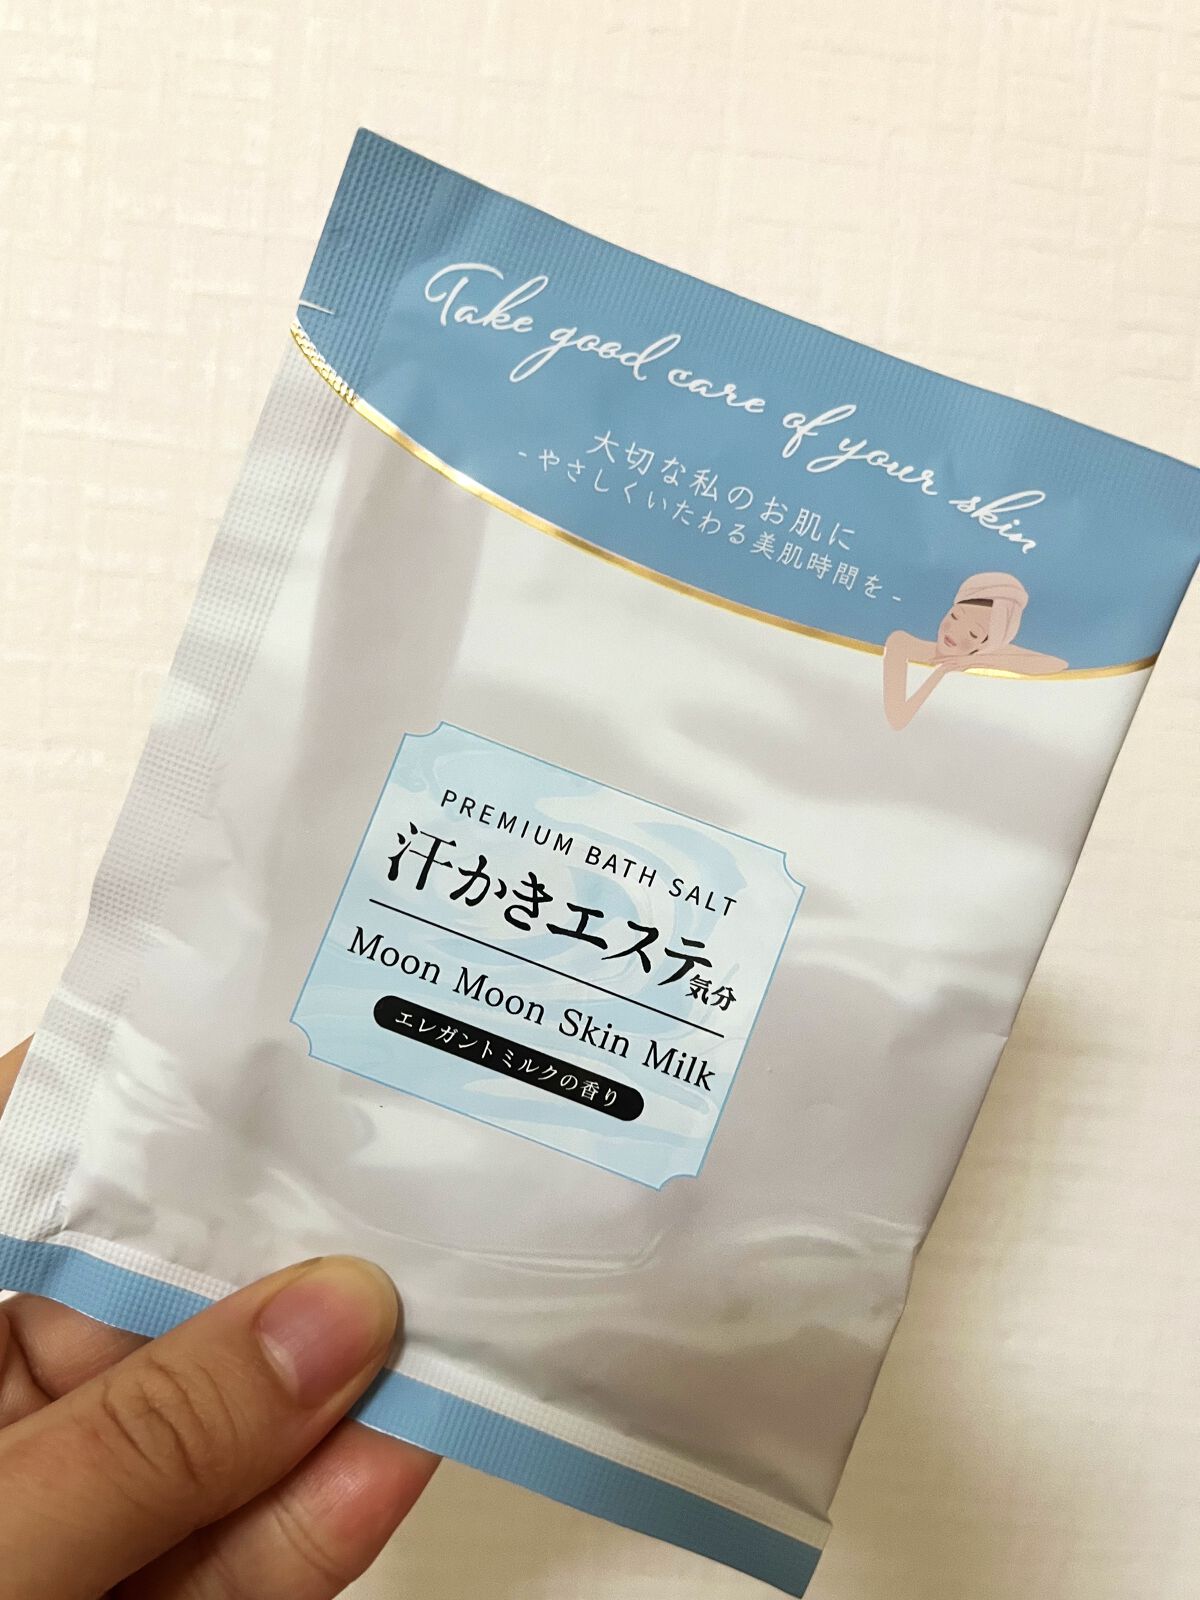 Take good care of your skin
大切な私のお肌に
-やさしくいたわる美肌時間を-
PREMIUM BATH SALT
汗かきエステ気分
Moon Moon Skin Milk
エレガントミルクの香り